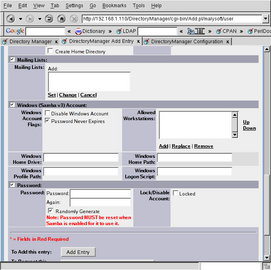 File Edit View Go Bookmarks Tools Settings Window Help
http://192.168.1.110/DirectoryManager/cgi-bin/Add.pl/realysoft/user
Google Dictionary LDAP CPAN PerlDoc
Directory Manager Directory Manager Add Entry Directory Manager Configuration
Create Home Directory
Mailing Lists:
Mailing Lists: Add:
Set | Change | Cancel
Windows (Samba v3) Account:
Windows Account Flags:
Disable Windows Account
Password Never Expires
Allowed Workstations:
Up
Down
Add | Replace | Remove
Windows Home Drive:
Windows Home Path:
Windows Profile Path:
Windows Logon Script:
Password:
Password: Password:
Again:
Randomly Generate
Note: Password MUST be reset when Samba is enabled for it to use it.
Lock/Disable Account:
Locked
* = Fields in Red Required
To Add this entry: Add Entry